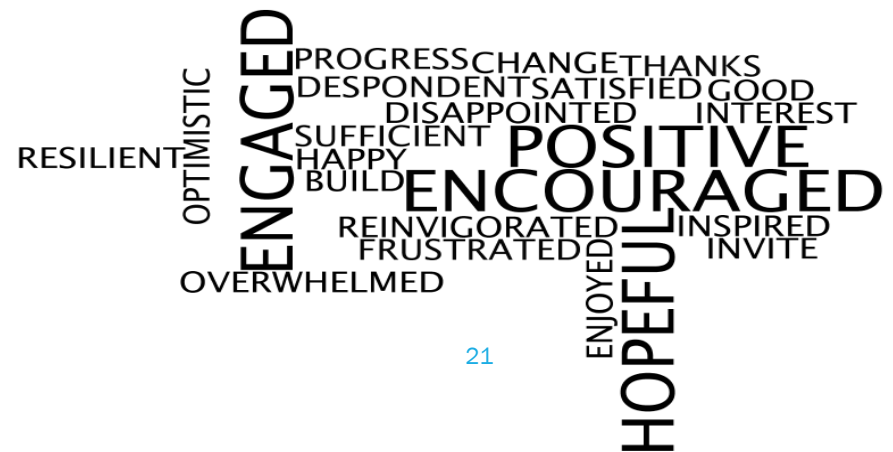 PROGRESS CHANGE THANKS
DESPONDENT SATISFIED GOOD
DISAPPOINTED INTEREST
SUFFICIENT POSITIVE
RESILIENT OPTIMISTIC ENGAGED HAPPY
BUILD ENCOURAGED
REINVIGORATED INSPIRED
FRUSTRATED INVITE
OVERWHELMED ENJOYED HOPEFUL
21